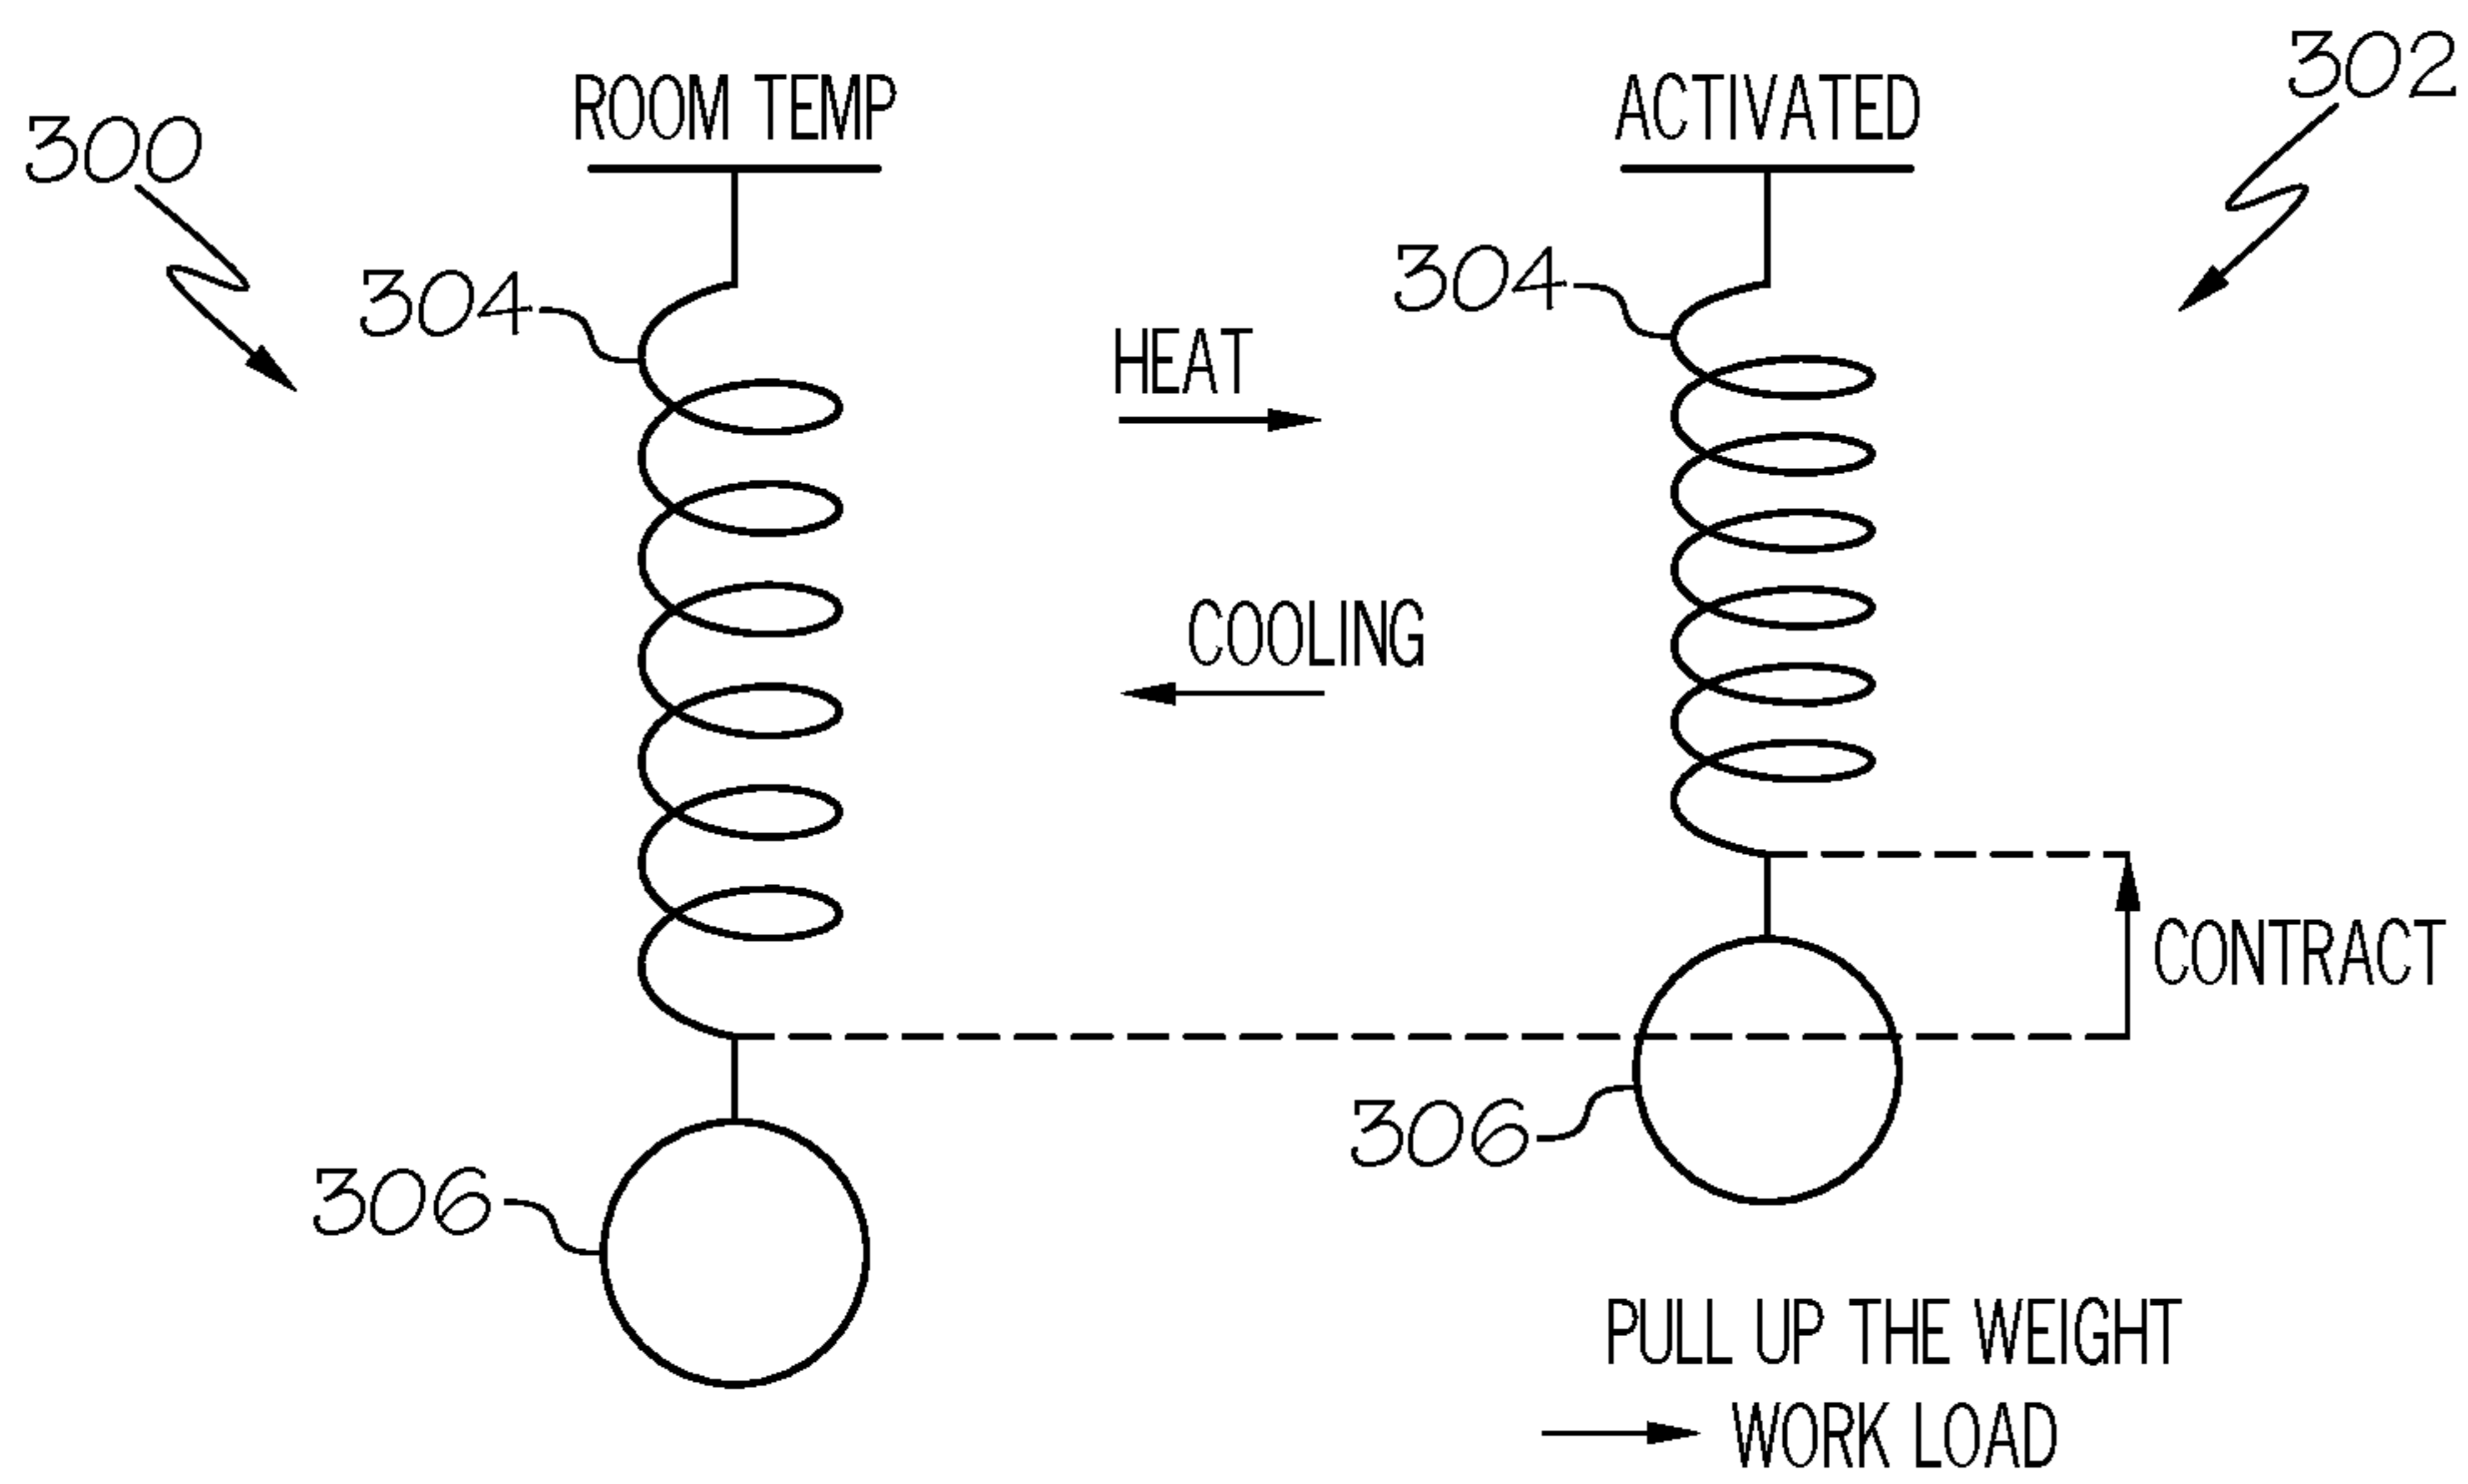 300
ROOM TEMP
304
306
HEAT
COOLING
ACTIVATED
302
304
CONTRACT
306
PULL UP THE WEIGHT
WORK LOAD